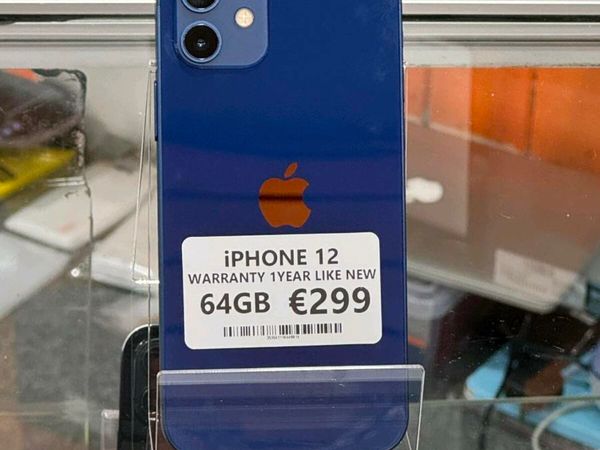 iPHONE 12
WARRANTY 1YEAR LIKE NEW
64GB €299